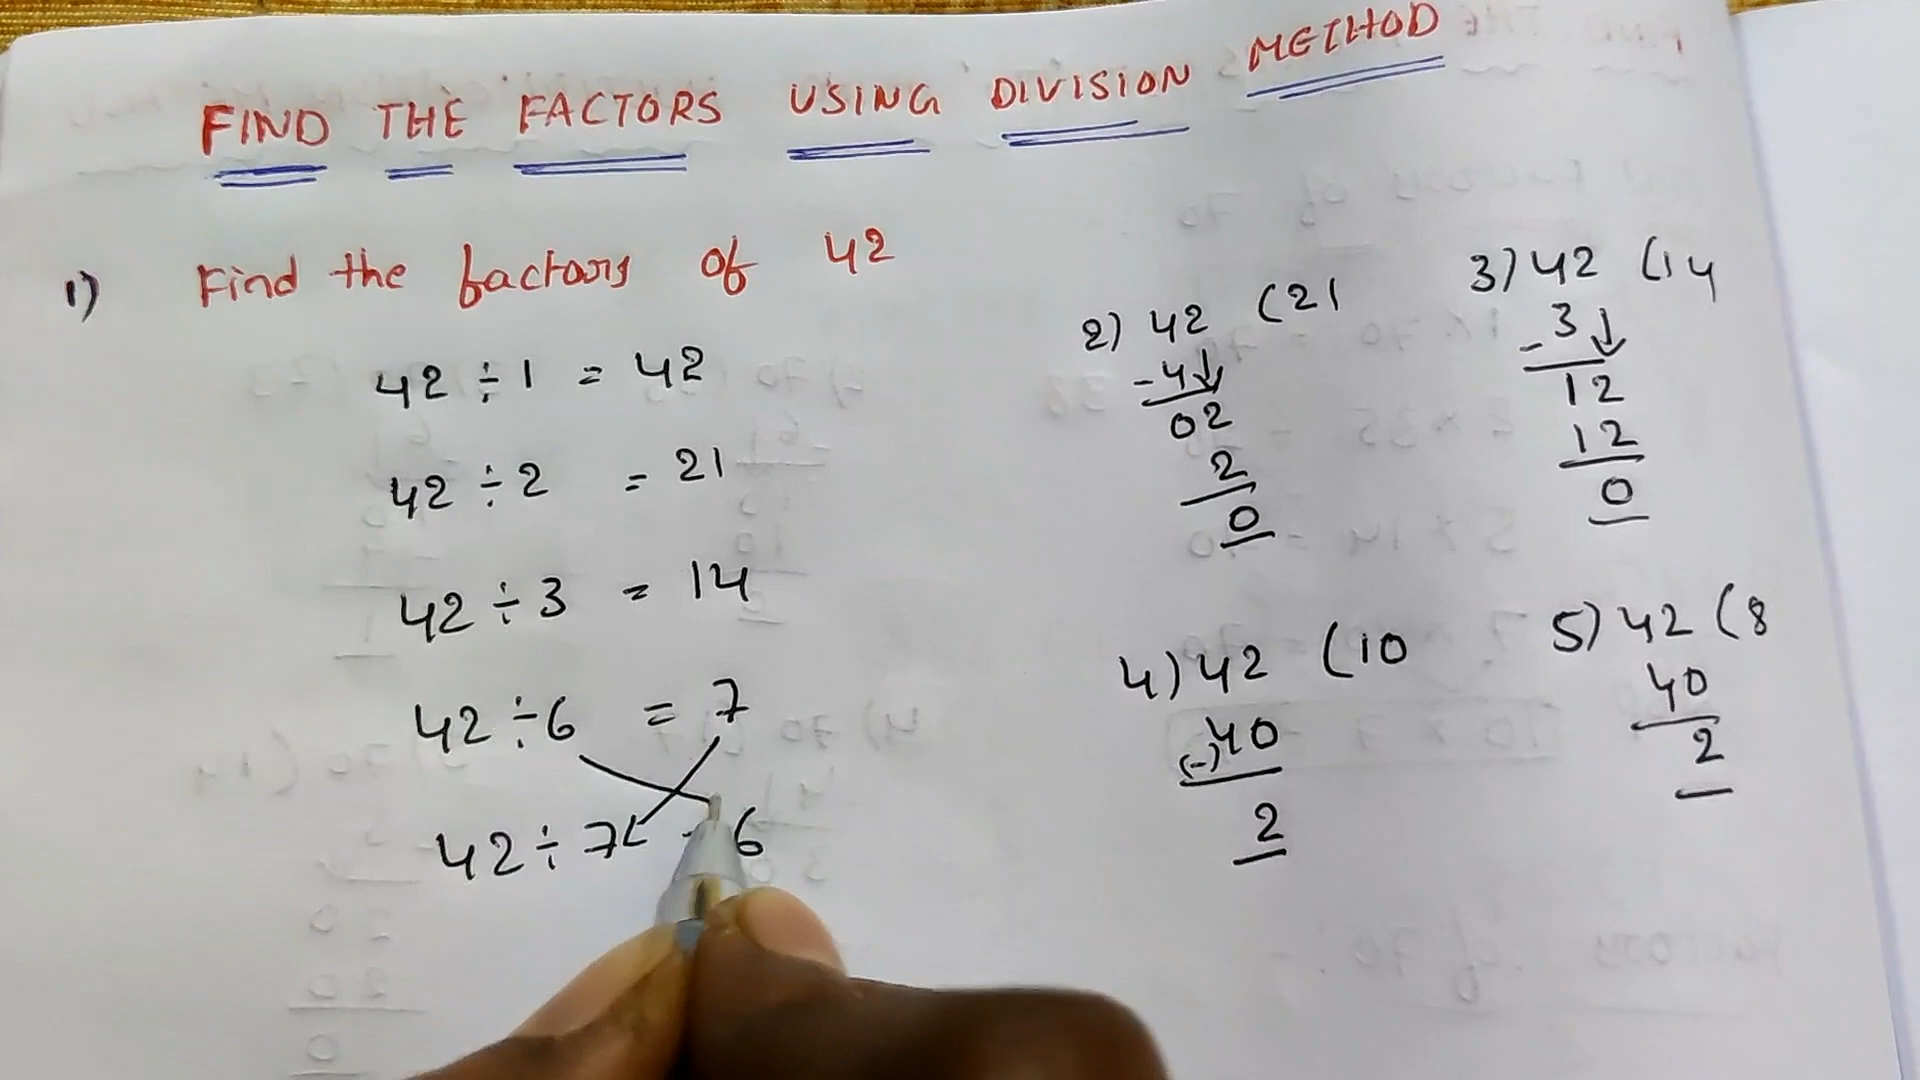 FIND THE FACTORS USING DIVISION METHOD
1) Find the factors of 42
42 ÷ 1 = 42
42 ÷ 2 = 21
42 ÷ 3 = 14
42 ÷ 6 = 7
42 ÷ 7 = 6
2) 42 (21
- 4↓
02
2
0
3) 42 (14
- 3↓
12
12
0
4) 42 (10
(-) 40
2
5) 42 (8
40
2